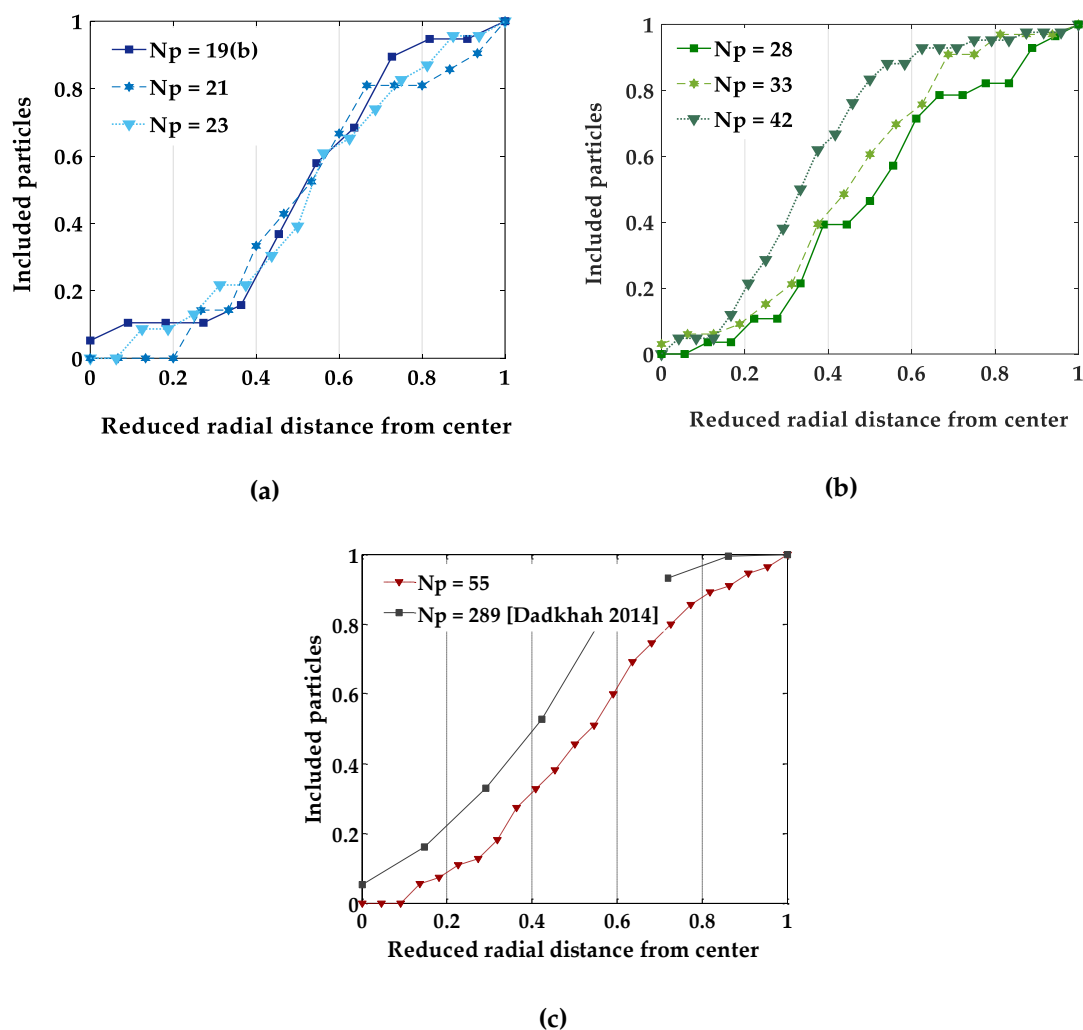 1
0.8
0.6
0.4
0.2
0
0
0.2
0.4
0.6
0.8
1
Included particles
Reduced radial distance from center
Np = 19(b)
Np = 21
Np = 23
(a)
1
0.8
0.6
0.4
0.2
0
0
0.2
0.4
0.6
0.8
1
Included particles
Reduced radial distance from center
Np = 28
Np = 33
Np = 42
(b)
1
0.8
0.6
0.4
0.2
0
0
0.2
0.4
0.6
0.8
1
Included particles
Reduced radial distance from center
Np = 55
Np = 289 [Dadkhah 2014]
(c)